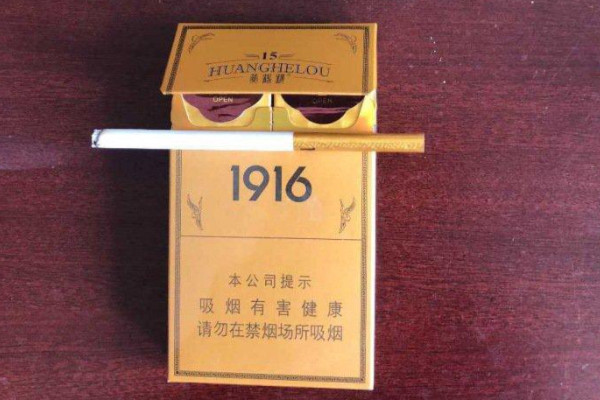 15
HUANGHELOU
黄鹤楼
OPEN OPEN
1916
本公司提示
吸烟有害健康
请勿在禁烟场所吸烟